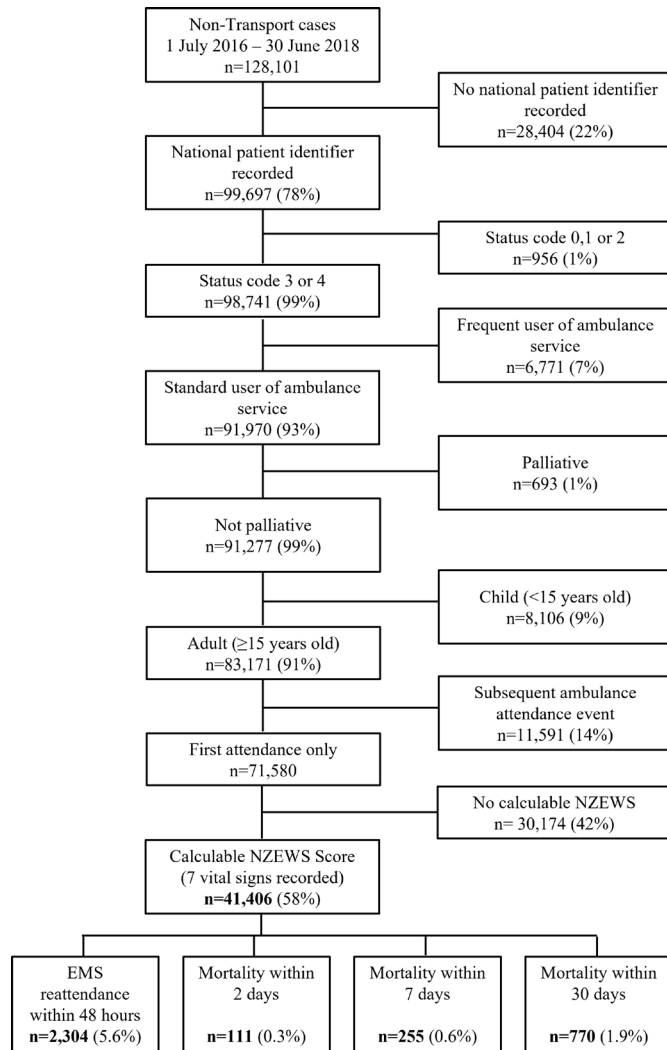 Non-Transport cases
1 July 2016 – 30 June 2018
n=128,101
No national patient identifier
recorded
n=28,404 (22%)
National patient identifier
recorded
n=99,697 (78%)
Status code 0,1 or 2
n=956 (1%)
Status code 3 or 4
n=98,741 (99%)
Frequent user of ambulance
service
n=6,771 (7%)
Standard user of ambulance
service
n=91,970 (93%)
Palliative
n=693 (1%)
Not palliative
n=91,277 (99%)
Child (<15 years old)
n=8,106 (9%)
Adult (≥15 years old)
n=83,171 (91%)
Subsequent ambulance
attendance event
n=11,591 (14%)
First attendance only
n=71,580
No calculable NZEWS
n= 30,174 (42%)
Calculable NZEWS Score
(7 vital signs recorded)
n=41,406 (58%)
EMS
reattendance
within 48 hours
n=2,304 (5.6%)
Mortality within
2 days
n=111 (0.3%)
Mortality within
7 days
n=255 (0.6%)
Mortality within
30 days
n=770 (1.9%)